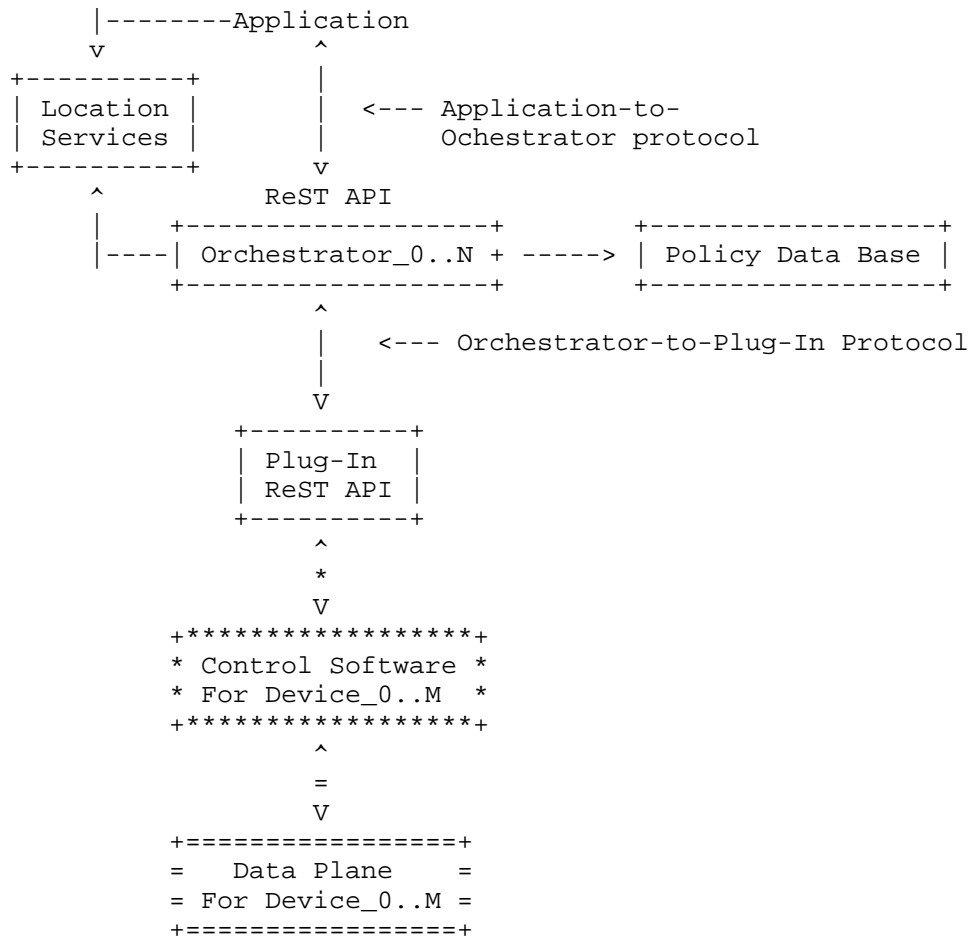 Application
Location <--- Application-to-
Services Ochestrator protocol
ReST API
Orchestrator_0..N + -----> Policy Data Base
<--- Orchestrator-to-Plug-In Protocol
Plug-In
ReST API
Control Software
For Device_0..M
Data Plane
For Device_0..M